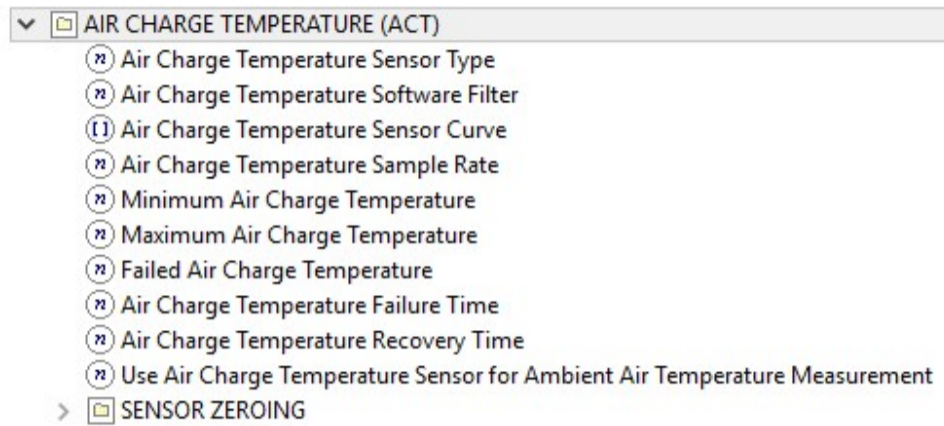 AIR CHARGE TEMPERATURE (ACT)
n Air Charge Temperature Sensor Type
n Air Charge Temperature Software Filter
[ ] Air Charge Temperature Sensor Curve
n Air Charge Temperature Sample Rate
n Minimum Air Charge Temperature
n Maximum Air Charge Temperature
n Failed Air Charge Temperature
n Air Charge Temperature Failure Time
n Air Charge Temperature Recovery Time
n Use Air Charge Temperature Sensor for Ambient Air Temperature Measurement
SENSOR ZEROING